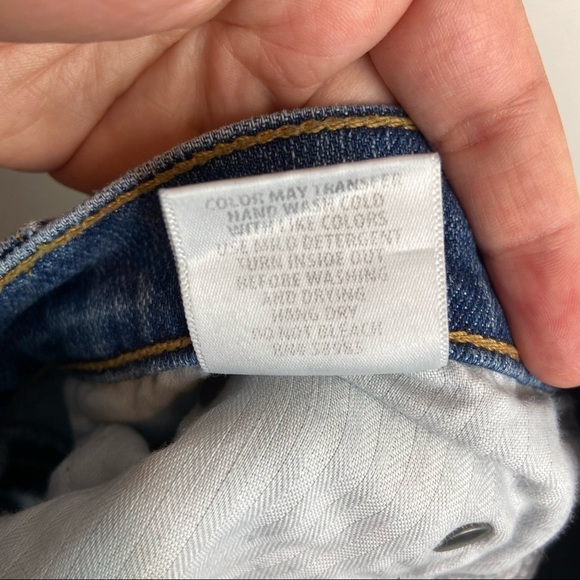 COLOR MAY TRANSFER
HAND WASH COLD
WITH LIKE COLORS
USE MILD DETERGENT
TURN INSIDE OUT
BEFORE WASHING
AND DRYING
HANG DRY
DO NOT BLEACH
RN#